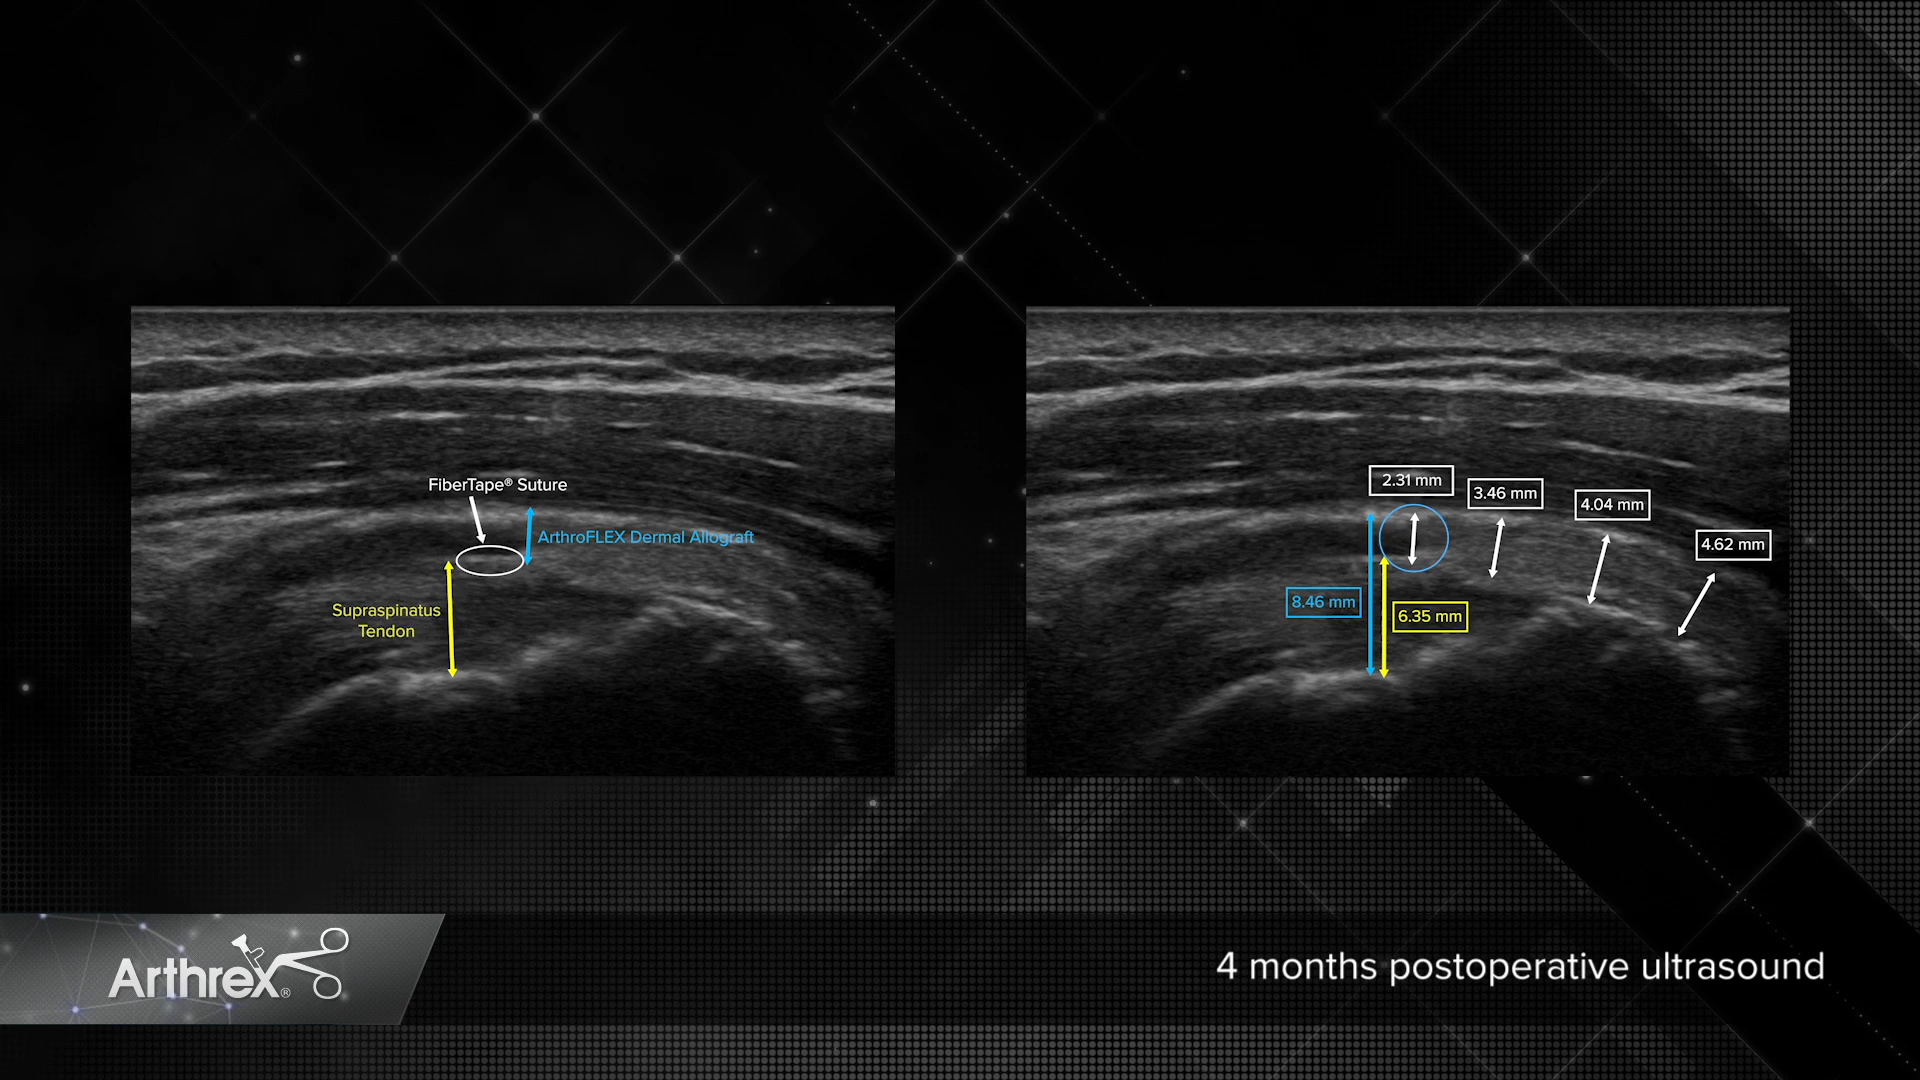 FiberTape® Suture
ArthroFLEX Dermal Allograft
Supraspinatus
Tendon
2.31 mm
3.46 mm
4.04 mm
4.62 mm
8.46 mm
6.35 mm
Arthrex®
4 months postoperative ultrasound